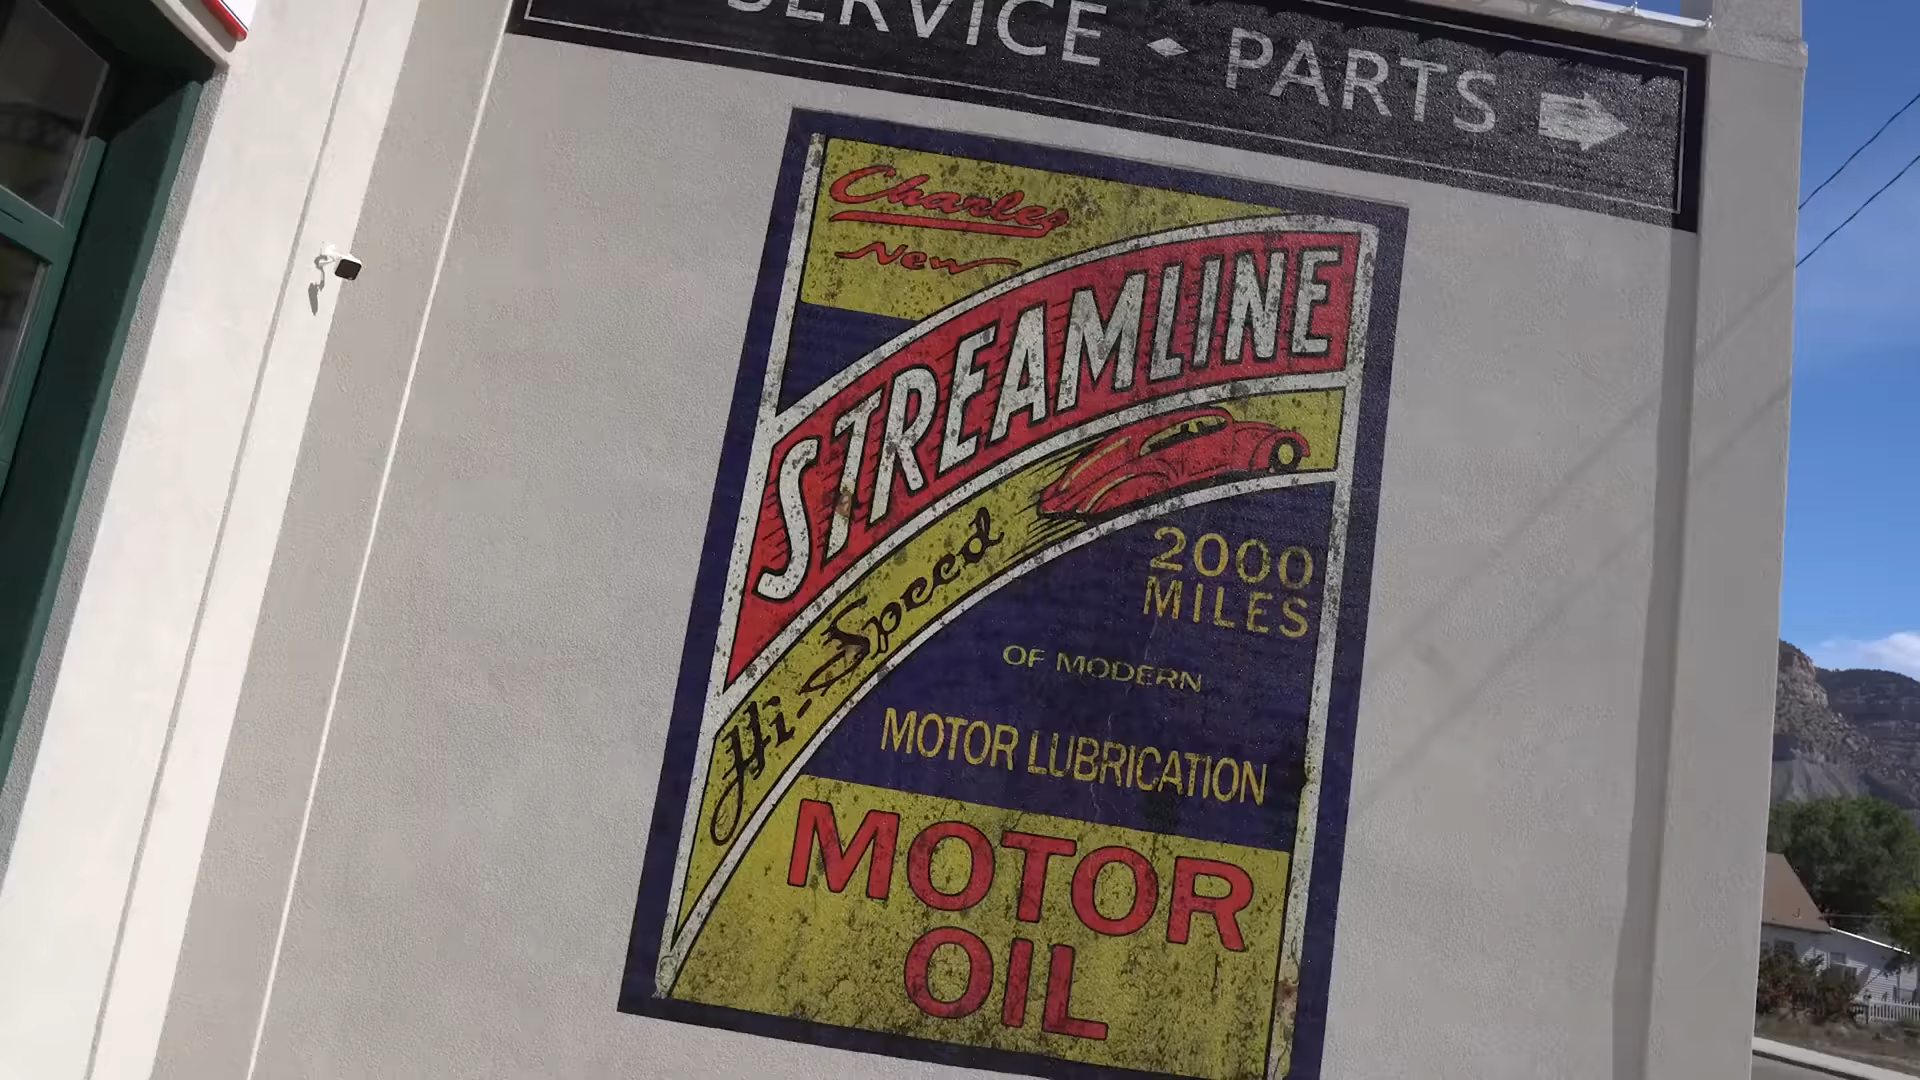 SERVICE ◆ PARTS
Charles
New
STREAMLINE
Hi-Speed
2000
MILES
OF MODERN
MOTOR LUBRICATION
MOTOR
OIL